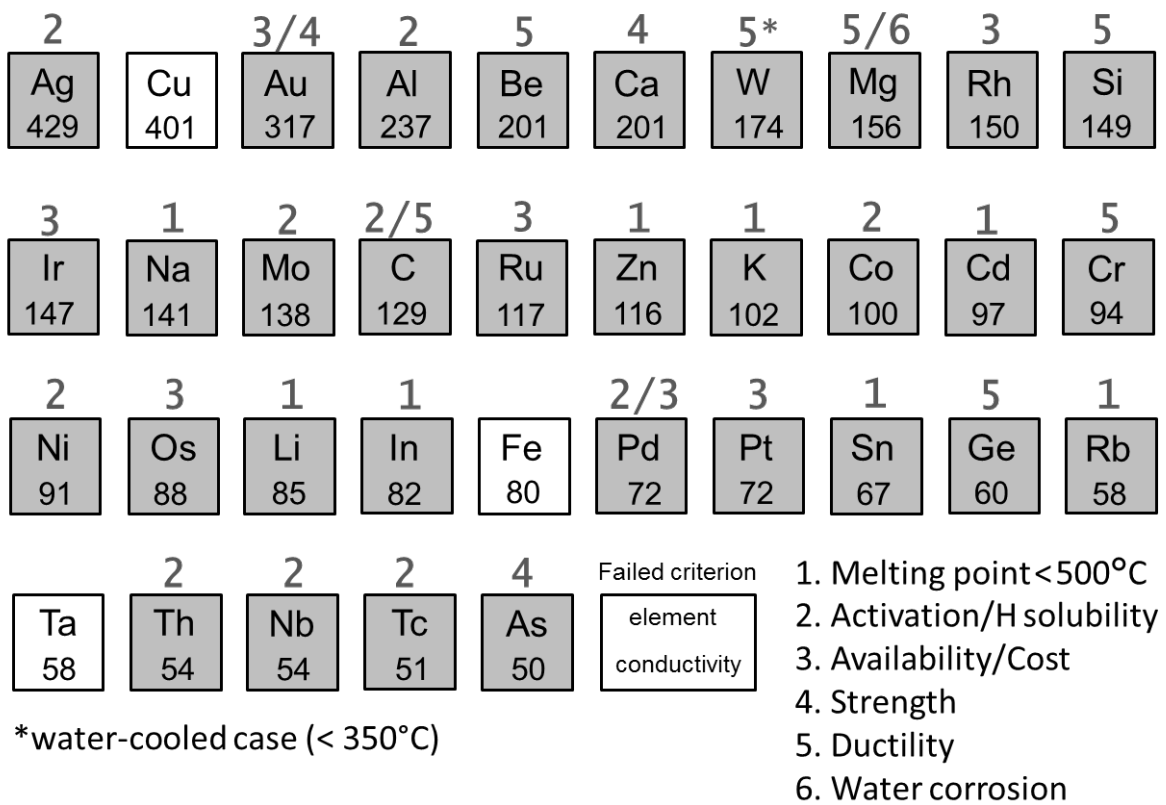 2 3/4 2 5 4 5* 5/6 3 5
Ag Cu Au Al Be Ca W Mg Rh Si
429 401 317 237 201 201 174 156 150 149
3 1 2 2/5 3 1 1 2 1 5
Ir Na Mo C Ru Zn K Co Cd Cr
147 141 138 129 117 116 102 100 97 94
2 3 1 1 2/3 3 1 5 1
Ni Os Li In Fe Pd Pt Sn Ge Rb
91 88 85 82 80 72 72 67 60 58
2 2 2 4
Ta Th Nb Tc As
58 54 54 51 50
Failed criterion
element
conductivity
1. Melting point<500°C
2. Activation/H solubility
3. Availability/Cost
4. Strength
5. Ductility
6. Water corrosion
*water-cooled case (< 350°C)